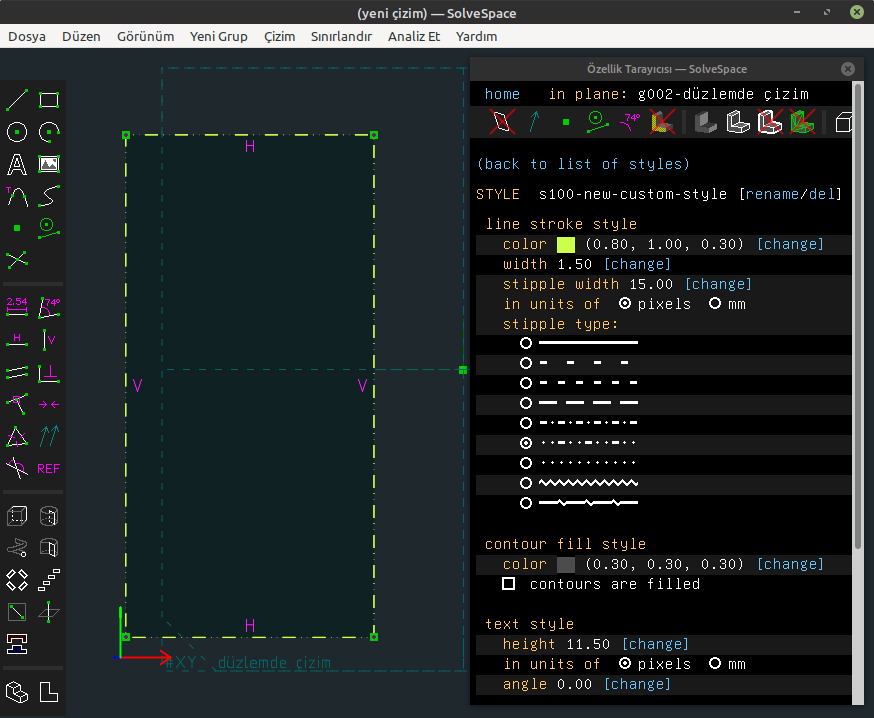 (yeni çizim) — SolveSpace
Dosya Düzen Görünüm Yeni Grup Çizim Sınırlandır Analiz Et Yardım
Özellik Tarayıcısı — SolveSpace
home in plane: g002-düzlemde çizim
74°
(back to list of styles)
STYLE s100-new-custom-style [rename/del]
line stroke style
color (0.80, 1.00, 0.30) [change]
width 1.50 [change]
stipple width 15.00 [change]
in units of pixels mm
stipple type:
contour fill style
color (0.30, 0.30, 0.30) [change]
contours are filled
text style
height 11.50 [change]
in units of pixels mm
angle 0.00 [change]
H
V V
H
#XY düzlemde çizim
A
T
2.54 74°
H V
REF